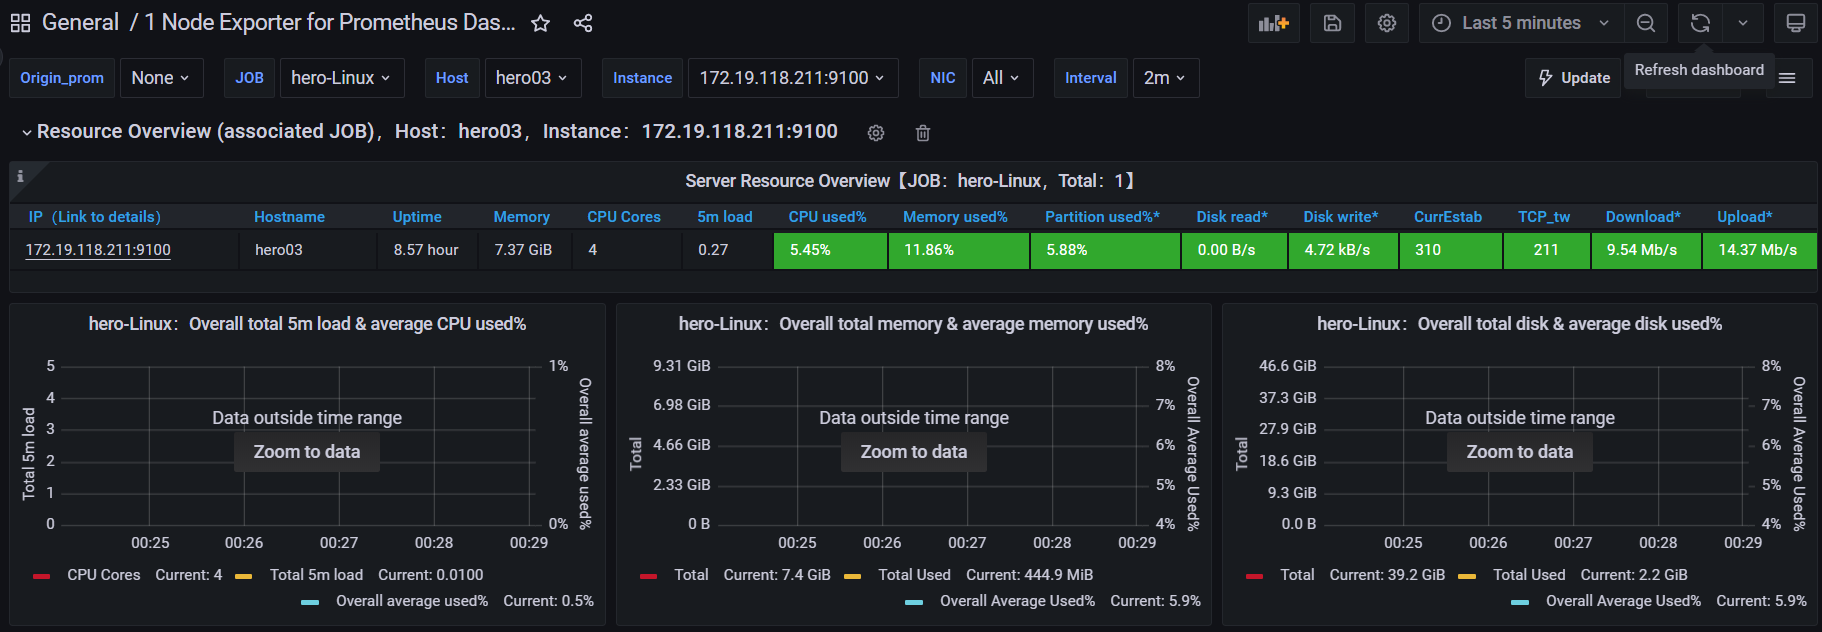 General / 1 Node Exporter for Prometheus Das...
Last 5 minutes
Origin_prom None JOB hero-Linux Host hero03 Instance 172.19.118.211:9100 NIC All Interval 2m Update
Refresh dashboard
Resource Overview (associated JOB)，Host：hero03，Instance：172.19.118.211:9100
i
Server Resource Overview【JOB：hero-Linux，Total：1】
IP（Link to details） Hostname Uptime Memory CPU Cores 5m load CPU used% Memory used% Partition used%* Disk read* Disk write* CurrEstab TCP_tw Download* Upload*
172.19.118.211:9100 hero03 8.57 hour 7.37 GiB 4 0.27 5.45% 11.86% 5.88% 0.00 B/s 4.72 kB/s 310 211 9.54 Mb/s 14.37 Mb/s
hero-Linux：Overall total 5m load & average CPU used%
Total 5m load
5
4
3
2
1
0
Data outside time range
Zoom to data
1%
0%
Overall average used%
00:25 00:26 00:27 00:28 00:29
CPU Cores Current: 4 Total 5m load Current: 0.0100
Overall average used% Current: 0.5%
hero-Linux：Overall total memory & average memory used%
Total
9.31 GiB
6.98 GiB
4.66 GiB
2.33 GiB
0 B
Data outside time range
Zoom to data
8%
7%
6%
5%
4%
Overall Average Used%
00:25 00:26 00:27 00:28 00:29
Total Current: 7.4 GiB Total Used Current: 444.9 MiB
Overall Average Used% Current: 5.9%
hero-Linux：Overall total disk & average disk used%
Total
46.6 GiB
37.3 GiB
27.9 GiB
18.6 GiB
9.3 GiB
0.0 B
Data outside time range
Zoom to data
8%
7%
6%
5%
4%
Overall Average Used%
00:25 00:26 00:27 00:28 00:29
Total Current: 39.2 GiB Total Used Current: 2.2 GiB
Overall Average Used% Current: 5.9%